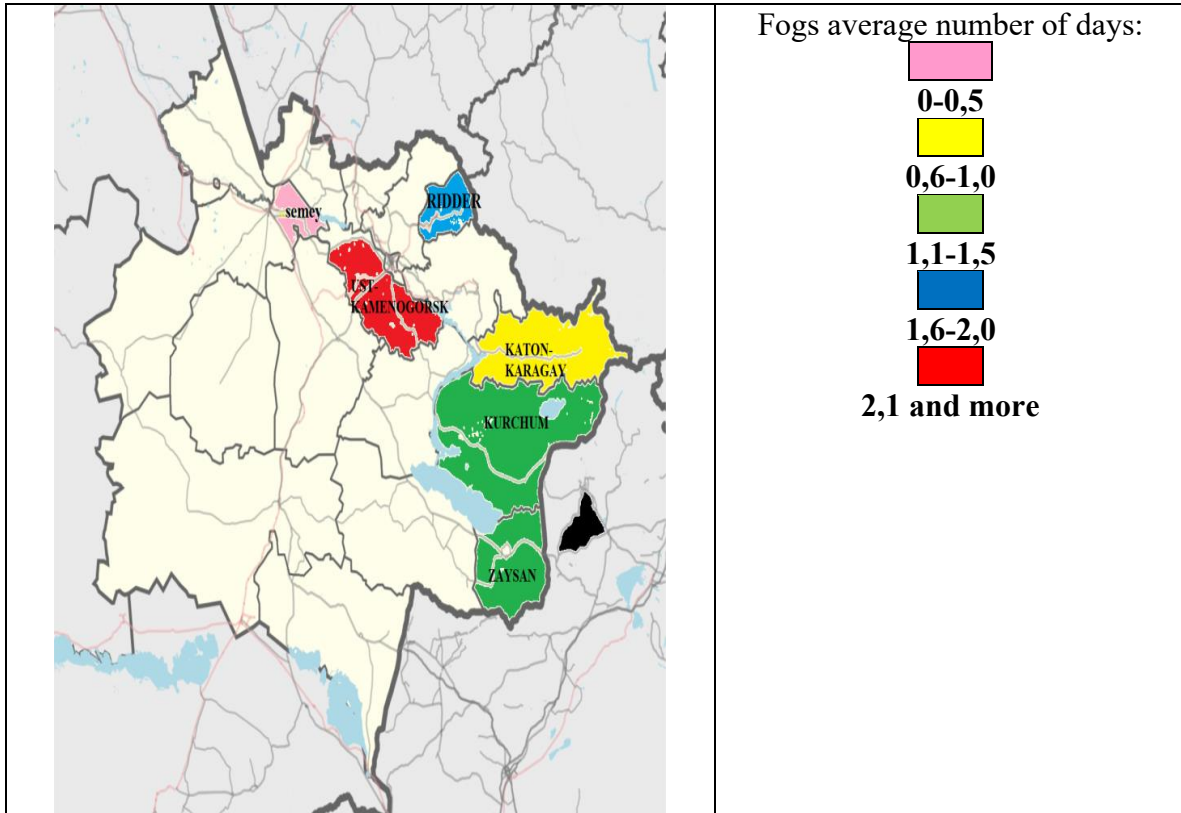 semey
RIDDER
UST-
KAMENOGORSK
KATON-
KARAGAY
KURCHUM
ZAYSAN
Fogs average number of days:
0-0,5
0,6-1,0
1,1-1,5
1,6-2,0
2,1 and more